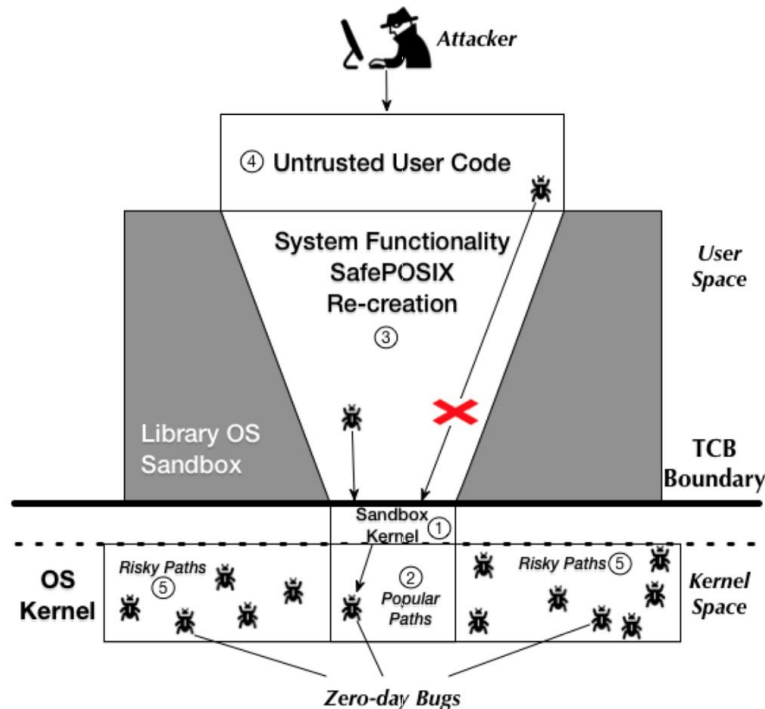 Attacker
④ Untrusted User Code
System Functionality
SafePOSIX
Re-creation
③
User
Space
Library OS
Sandbox
TCB
Boundary
Sandbox
Kernel ①
OS
Kernel
Risky Paths
⑤
②
Popular
Paths
Risky Paths ⑤
Kernel
Space
Zero-day Bugs